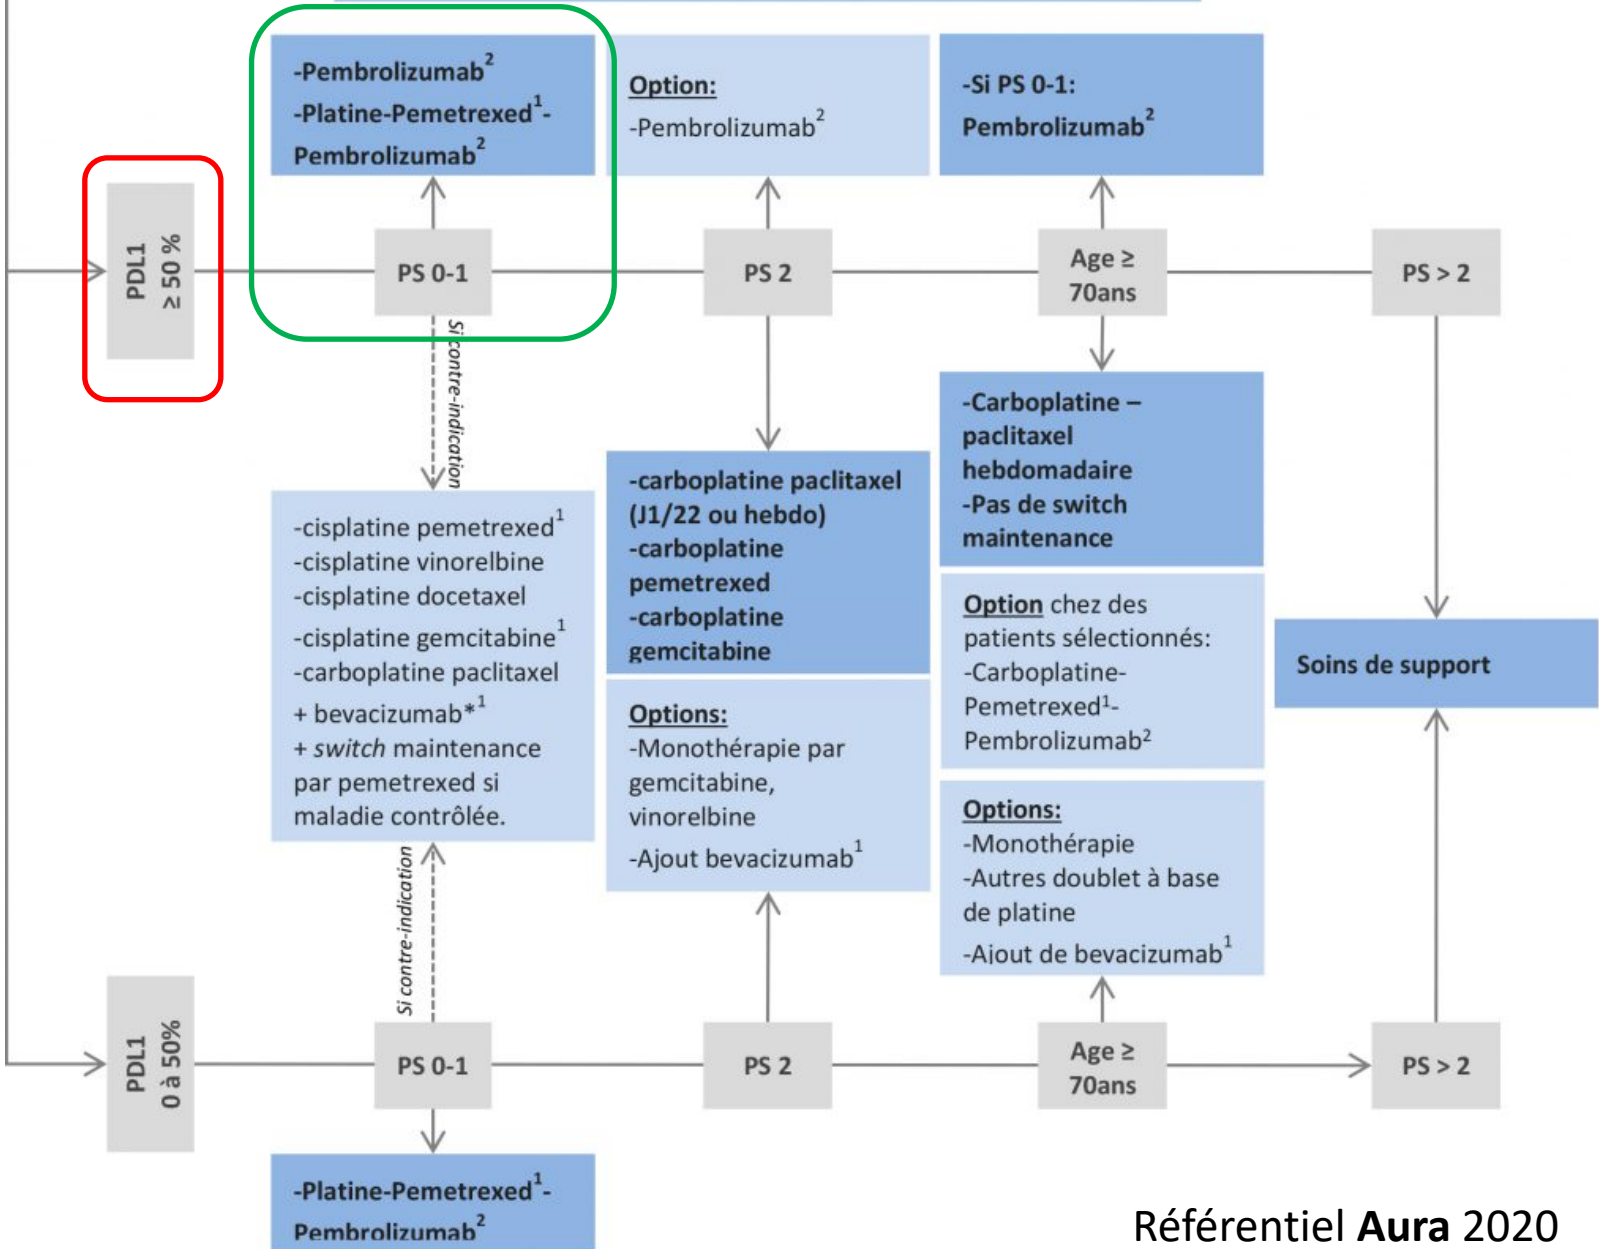 -Pembrolizumab²
-Platine-Pemetrexed¹-
Pembrolizumab²
Option:
-Pembrolizumab²
-Si PS 0-1:
Pembrolizumab²
PDL1
≥ 50 %
PS 0-1
PS 2
Age ≥
70ans
PS > 2
Si contre-indication
-cisplatine pemetrexed¹
-cisplatine vinorelbine
-cisplatine docetaxel
-cisplatine gemcitabine¹
-carboplatine paclitaxel
+ bevacizumab*¹
+ switch maintenance
par pemetrexed si
maladie contrôlée.
-carboplatine paclitaxel
(J1/22 ou hebdo)
-carboplatine
pemetrexed
-carboplatine
gemcitabine
Options:
-Monothérapie par
gemcitabine,
vinorelbine
-Ajout bevacizumab¹
-Carboplatine –
paclitaxel
hebdomadaire
-Pas de switch
maintenance
Option chez des
patients sélectionnés:
-Carboplatine-
Pemetrexed¹-
Pembrolizumab²
Options:
-Monothérapie
-Autres doublet à base
de platine
-Ajout de bevacizumab¹
Soins de support
Si contre-indication
PDL1
0 à 50%
PS 0-1
PS 2
Age ≥
70ans
PS > 2
-Platine-Pemetrexed¹-
Pembrolizumab²
Référentiel Aura 2020